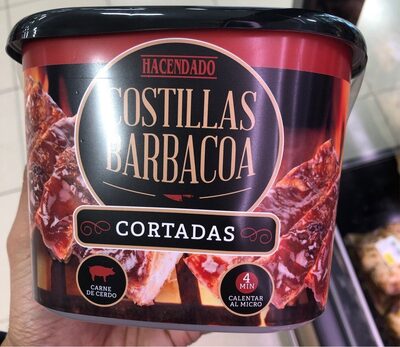 HACENDADO
COSTILLAS
BARBACOA
CORTADAS
CARNE
DE CERDO
4
MIN
CALENTAR
AL MICRO